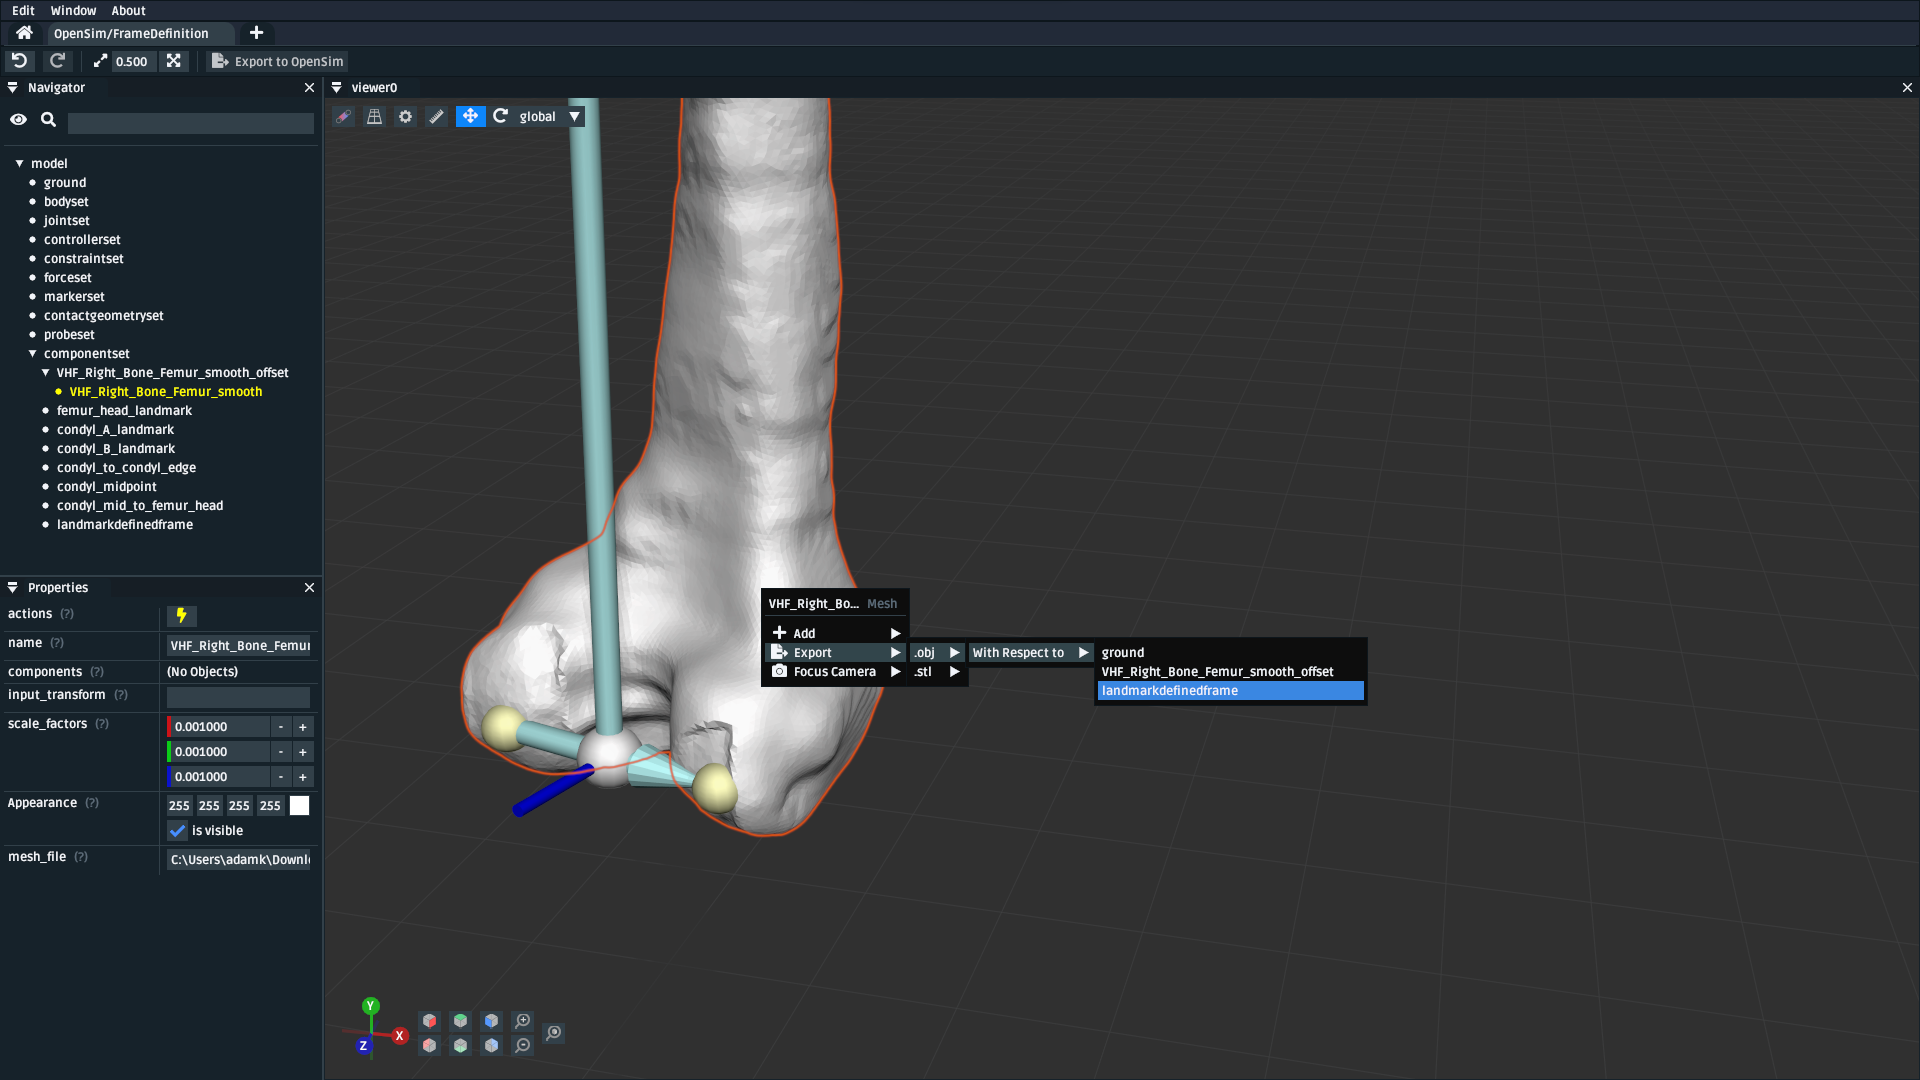 Edit Window About
OpenSim/FrameDefinition
0.500 Export to OpenSim
Navigator
viewer0
global
model
ground
bodyset
jointset
controllerset
constraintset
forceset
markerset
contactgeometryset
probeset
componentset
VHF_Right_Bone_Femur_smooth_offset
VHF_Right_Bone_Femur_smooth
femur_head_landmark
condyl_A_landmark
condyl_B_landmark
condyl_to_condyl_edge
condyl_midpoint
condyl_mid_to_femur_head
landmarkdefinedframe
Properties
actions (?)
name (?) VHF_Right_Bone_Femur
components (?) (No Objects)
input_transform (?)
scale_factors (?) 0.001000 - +
0.001000 - +
0.001000 - +
Appearance (?) 255 255 255 255
is visible
mesh_file (?) C:\Users\adamk\Downl
VHF_Right_Bo... Mesh
Add
Export
Focus Camera
.obj
.stl
With Respect to
ground
VHF_Right_Bone_Femur_smooth_offset
landmarkdefinedframe
Y
X
Z